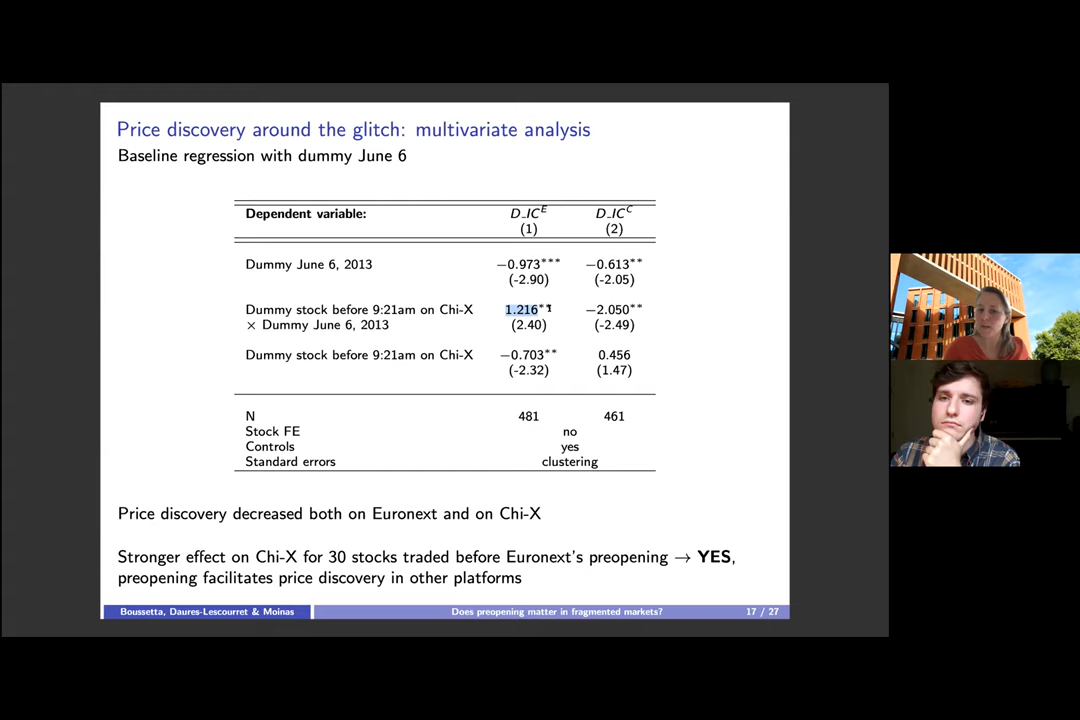 Price discovery around the glitch: multivariate analysis
Baseline regression with dummy June 6
Dependent variable: D_IC^E D_IC^C
(1) (2)
Dummy June 6, 2013 −0.973*** −0.613**
(-2.90) (-2.05)
Dummy stock before 9:21am on Chi-X 1.216** −2.050**
× Dummy June 6, 2013 (2.40) (-2.49)
Dummy stock before 9:21am on Chi-X −0.703** 0.456
(-2.32) (1.47)
N 481 461
Stock FE no
Controls yes
Standard errors clustering
Price discovery decreased both on Euronext and on Chi-X
Stronger effect on Chi-X for 30 stocks traded before Euronext's preopening → YES,
preopening facilitates price discovery in other platforms
Boussetta, Daures-Lescourret & Moinas Does preopening matter in fragmented markets? 17 / 27